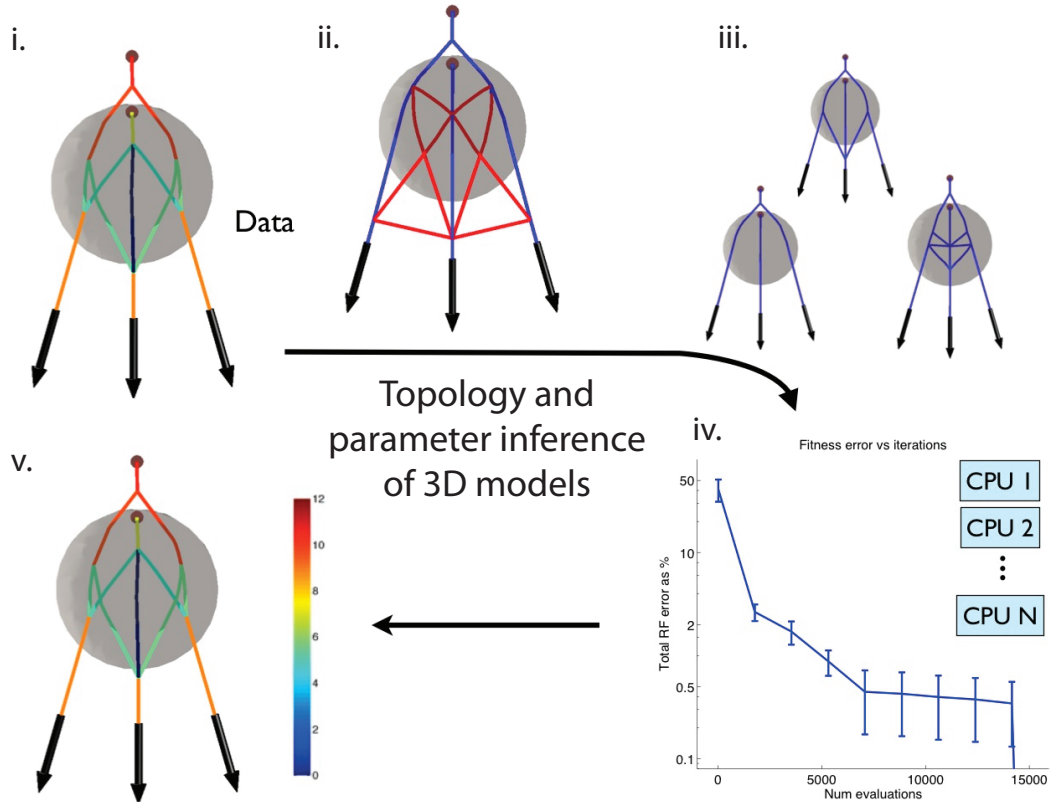 i.
ii.
iii.
Data
Topology and
parameter inference
of 3D models
iv.
Fitness error vs iterations
CPU 1
CPU 2
CPU N
Total RF error as %
50
10
2
0.5
0.1
0
5000
10000
15000
Num evaluations
v.
12
10
8
6
4
2
0